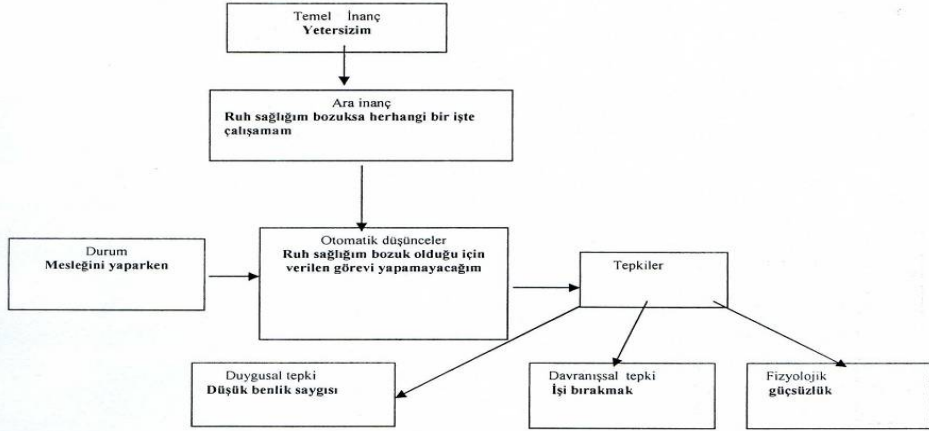 Temel İnanç
Yetersizim
Ara inanç
Ruh sağlığım bozuksa herhangi bir işte
çalışamam
Durum
Mesleğini yaparken
Otomatik düşünceler
Ruh sağlığım bozuk olduğu için
verilen görevi yapamayacağım
Tepkiler
Duygusal tepki
Düşük benlik saygısı
Davranışsal tepki
İşi bırakmak
Fizyolojik
güçsüzlük